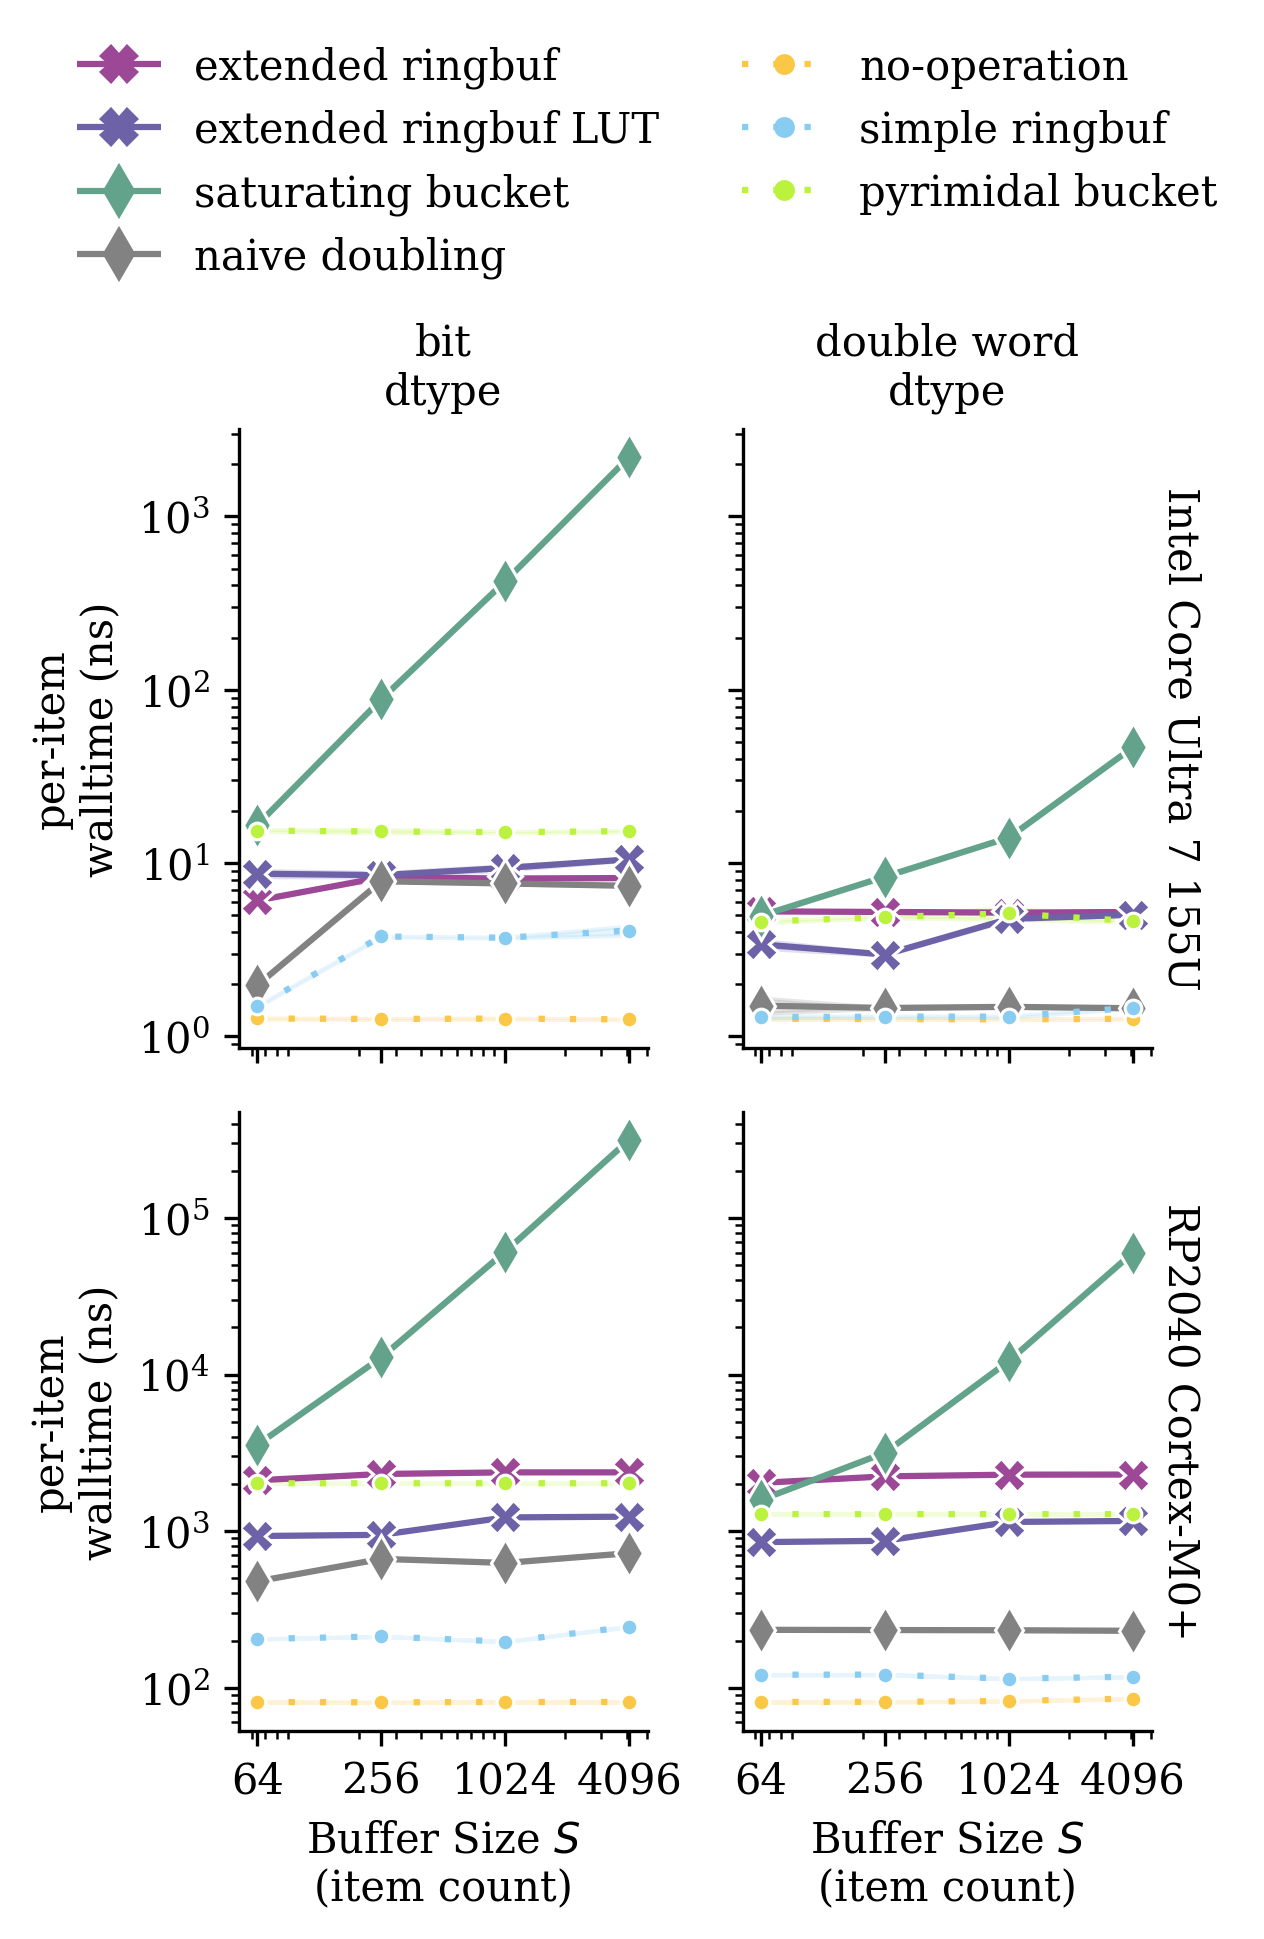 extended ringbuf
extended ringbuf LUT
saturating bucket
naive doubling
no-operation
simple ringbuf
pyrimidal bucket
bit
dtype
double word
dtype
10³
10²
10¹
10⁰
per-item
walltime (ns)
Intel Core Ultra 7 155U
10⁵
10⁴
10³
10²
per-item
walltime (ns)
RP2040 Cortex-M0+
64 256 1024 4096
64 256 1024 4096
Buffer Size S
(item count)
Buffer Size S
(item count)